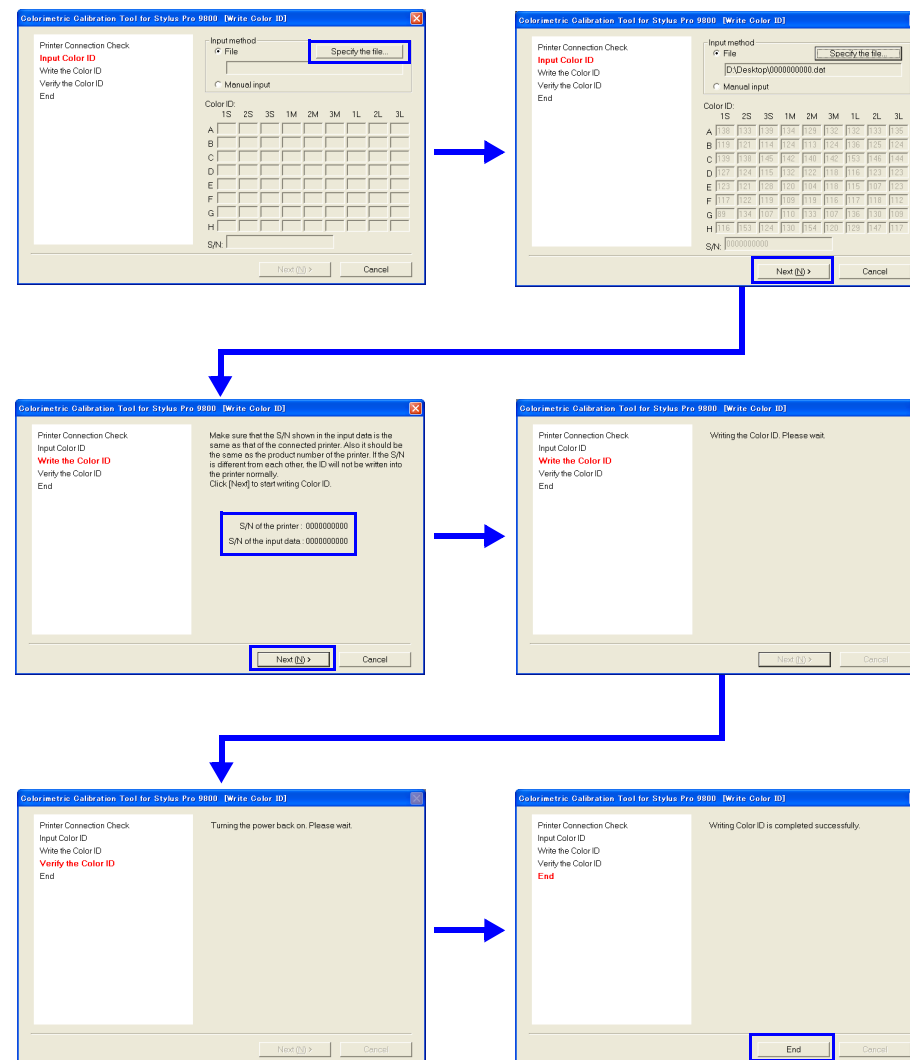 Colorimetric Calibration Tool for Stylus Pro 9800 [Write Color ID]
Printer Connection Check
Input Color ID
Write the Color ID
Verify the Color ID
End
Input method
File
Specify the file...
Manual input
Color ID:
1S 2S 3S 1M 2M 3M 1L 2L 3L
A
B
C
D
E
F
G
H
S/N:
Next (N) > Cancel
Colorimetric Calibration Tool for Stylus Pro 9800 [Write Color ID]
Printer Connection Check
Input Color ID
Write the Color ID
Verify the Color ID
End
Input method
File
Specify the file...
D:\Desktop\0000000000.dat
Manual input
Color ID:
1S 2S 3S 1M 2M 3M 1L 2L 3L
A 138 133 139 134 129 132 132 133 135
B 119 121 114 124 113 124 136 125 124
C 139 138 145 142 140 142 153 146 144
D 127 124 115 132 122 118 116 123 123
E 123 121 128 120 104 118 115 107 123
F 117 122 119 109 119 116 117 118 112
G 89 134 107 110 133 107 136 130 109
H 116 153 124 130 154 120 129 147 117
S/N: 0000000000
Next (N) > Cancel
Colorimetric Calibration Tool for Stylus Pro 9800 [Write Color ID]
Printer Connection Check
Input Color ID
Write the Color ID
Verify the Color ID
End
Make sure that the S/N shown in the input data is the
same as that of the connected printer. Also it should be
the same as the product number of the printer. If the S/N
is different from each other, the ID will not be written into
the printer normally.
Click [Next] to start writing Color ID.
S/N of the printer : 0000000000
S/N of the input data : 0000000000
Next (N) > Cancel
Colorimetric Calibration Tool for Stylus Pro 9800 [Write Color ID]
Printer Connection Check
Input Color ID
Write the Color ID
Verify the Color ID
End
Writing the Color ID. Please wait.
Next (N) > Cancel
Colorimetric Calibration Tool for Stylus Pro 9800 [Write Color ID]
Printer Connection Check
Input Color ID
Write the Color ID
Verify the Color ID
End
Turning the power back on. Please wait.
Next (N) > Cancel
Colorimetric Calibration Tool for Stylus Pro 9800 [Write Color ID]
Printer Connection Check
Input Color ID
Write the Color ID
Verify the Color ID
End
Writing Color ID is completed successfully.
End Cancel